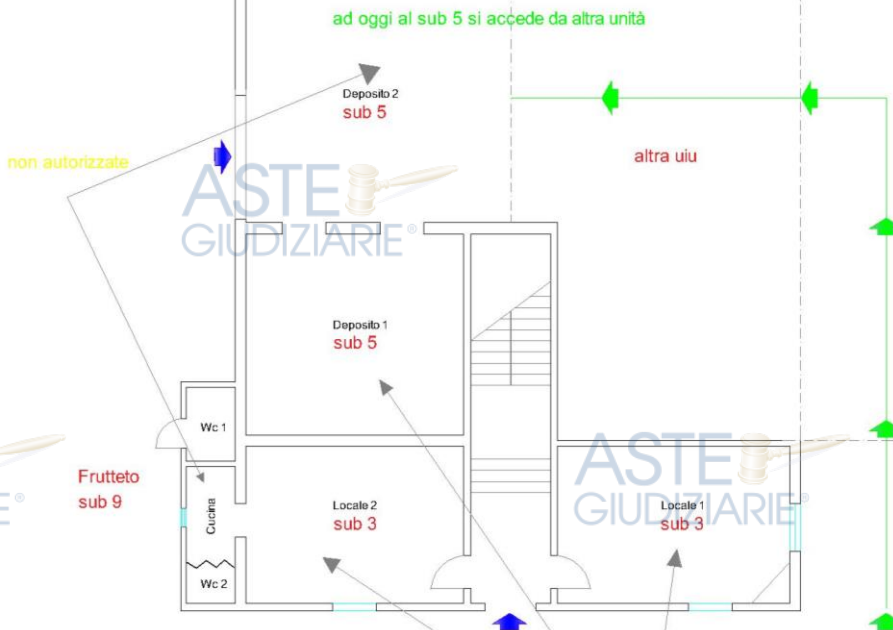 ad oggi al sub 5 si accede da altra unità
Deposito 2
sub 5
non autorizzate
altra uiu
ASTE
GIUDIZIARIE®
Deposito 1
sub 5
Wc 1
Frutteto
sub 9
Cucina
Locale 2
sub 3
ASTE
GIUDIZIARIE®
Locale 1
sub 3
E®
Wc 2